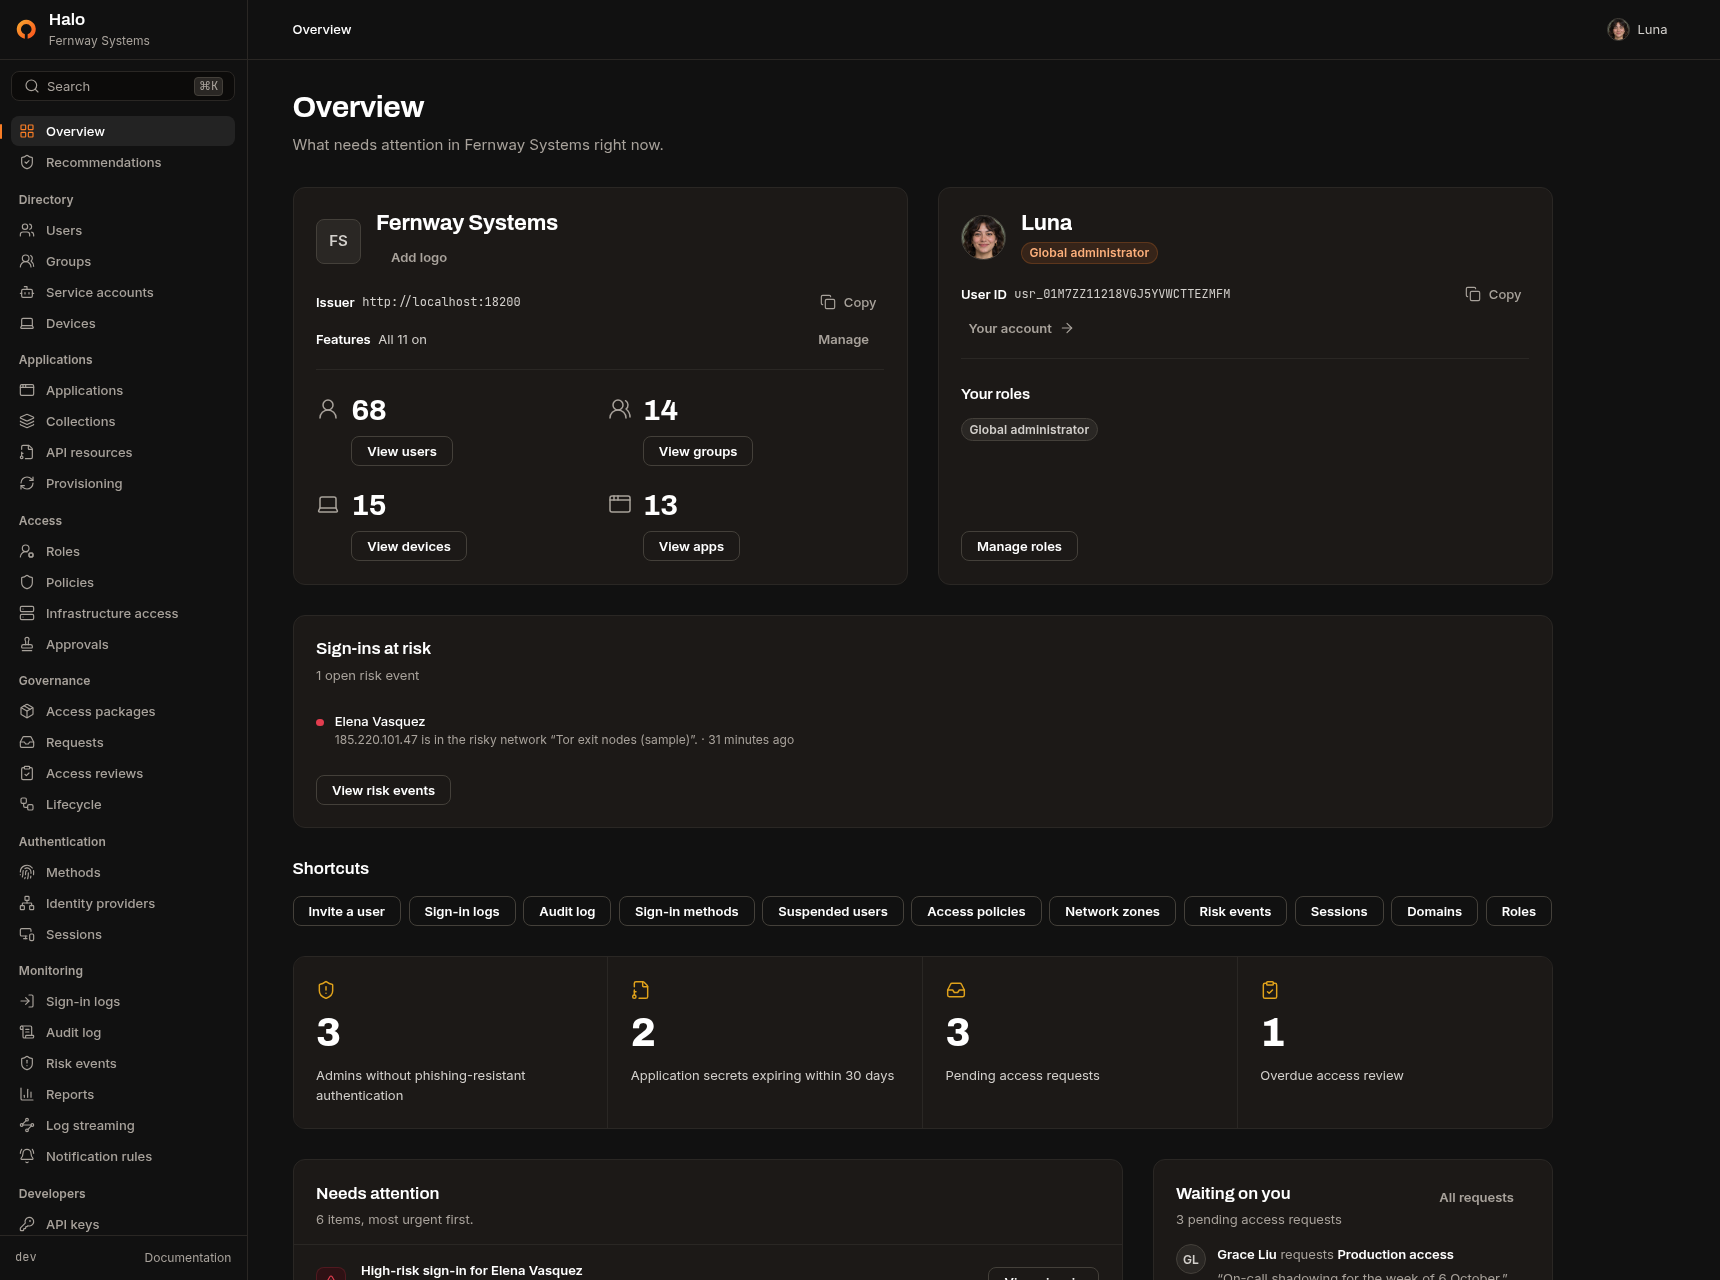 Halo
Fernway Systems
Search
⌘K
Overview
Recommendations
Directory
Users
Groups
Service accounts
Devices
Applications
Applications
Collections
API resources
Provisioning
Access
Roles
Policies
Infrastructure access
Approvals
Governance
Access packages
Requests
Access reviews
Lifecycle
Authentication
Methods
Identity providers
Sessions
Monitoring
Sign-in logs
Audit log
Risk events
Reports
Log streaming
Notification rules
Developers
API keys
dev
Documentation
Overview
Luna
Overview
What needs attention in Fernway Systems right now.
FS
Fernway Systems
Add logo
Issuer http://localhost:18200
Copy
Features All 11 on
Manage
68
View users
14
View groups
15
View devices
13
View apps
Luna
Global administrator
User ID usr_01M7ZZ11218VGJ5YVWCTTEZMFM
Copy
Your account
Your roles
Global administrator
Manage roles
Sign-ins at risk
1 open risk event
Elena Vasquez
185.220.101.47 is in the risky network “Tor exit nodes (sample)”. · 31 minutes ago
View risk events
Shortcuts
Invite a user
Sign-in logs
Audit log
Sign-in methods
Suspended users
Access policies
Network zones
Risk events
Sessions
Domains
Roles
3
Admins without phishing-resistant
authentication
2
Application secrets expiring within 30 days
3
Pending access requests
1
Overdue access review
Needs attention
6 items, most urgent first.
High-risk sign-in for Elena Vasquez
Waiting on you
3 pending access requests
All requests
GL
Grace Liu requests Production access
“On-call shadowing for the week of 6 October.”